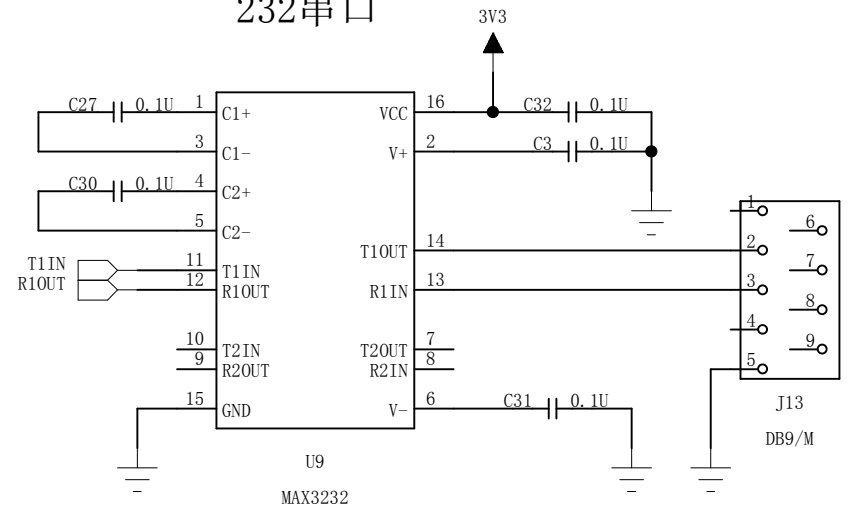 232串口
3V3
C27 0.1U 1 C1+ VCC 16 C32 0.1U
3 C1- V+ 2 C3 0.1U
C30 0.1U 4 C2+
5 C2-
1
6
T1OUT 14 2
T1IN 11 T1IN 7
R1OUT 12 R1OUT R1IN 13 3
8
4
10 T2IN T2OUT 7 9
9 R2OUT R2IN 8 5
15 GND V- 6 C31 0.1U
J13
DB9/M
U9
MAX3232